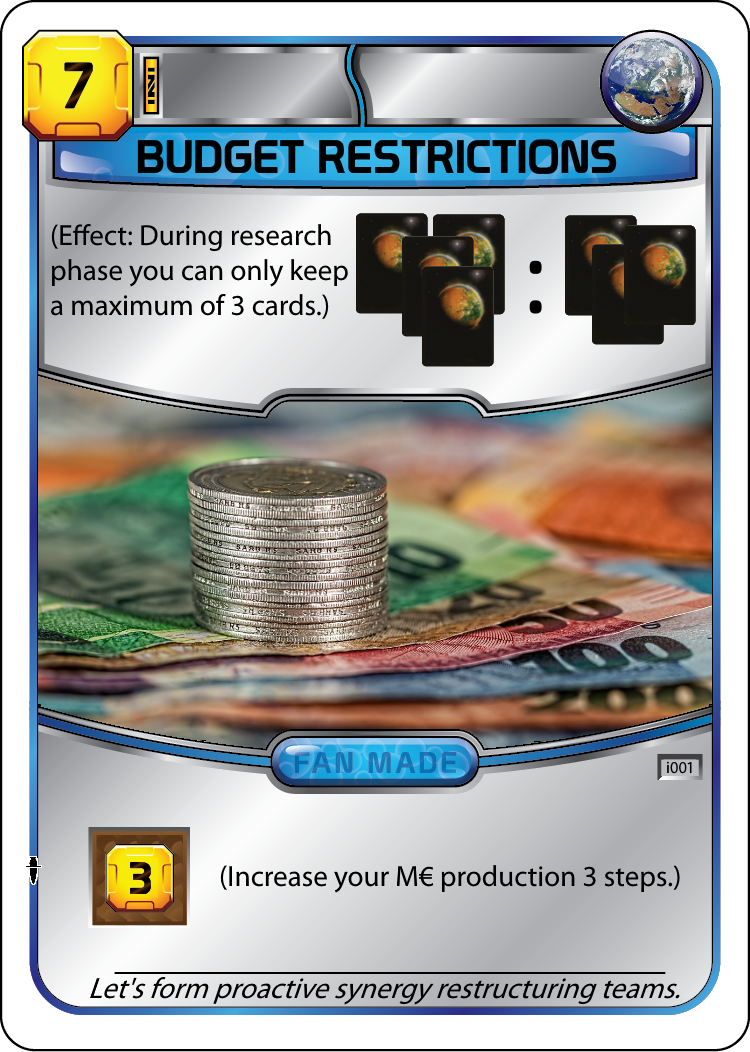 7
BUDGET RESTRICTIONS
(Effect: During research
phase you can only keep
a maximum of 3 cards.)
:
100
FAN MADE
i001
3
(Increase your M€ production 3 steps.)
Let's form proactive synergy restructuring teams.